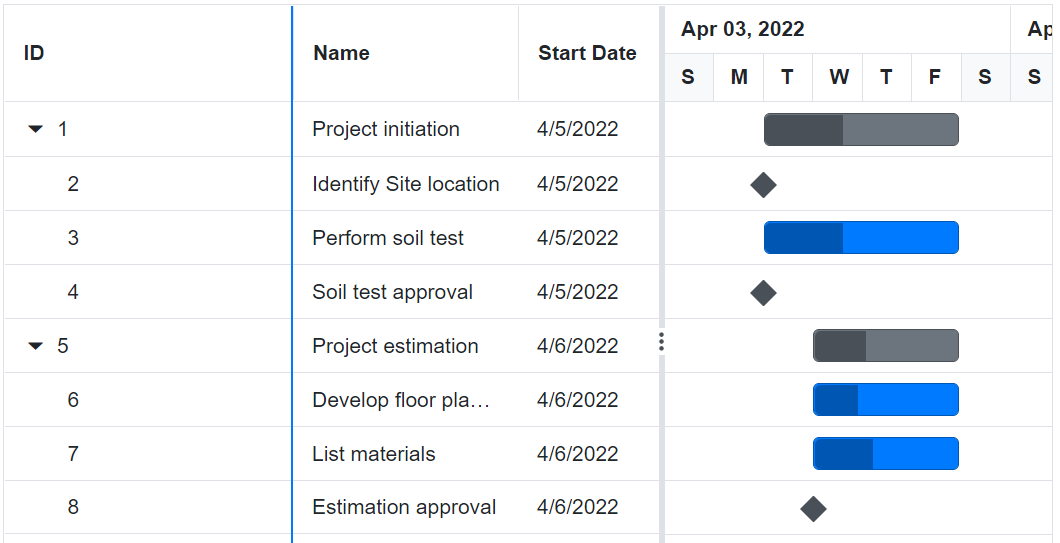 ID Name Start Date Apr 03, 2022 Ap
S M T W T F S S
1 Project initiation 4/5/2022
2 Identify Site location 4/5/2022
3 Perform soil test 4/5/2022
4 Soil test approval 4/5/2022
5 Project estimation 4/6/2022
6 Develop floor pla… 4/6/2022
7 List materials 4/6/2022
8 Estimation approval 4/6/2022